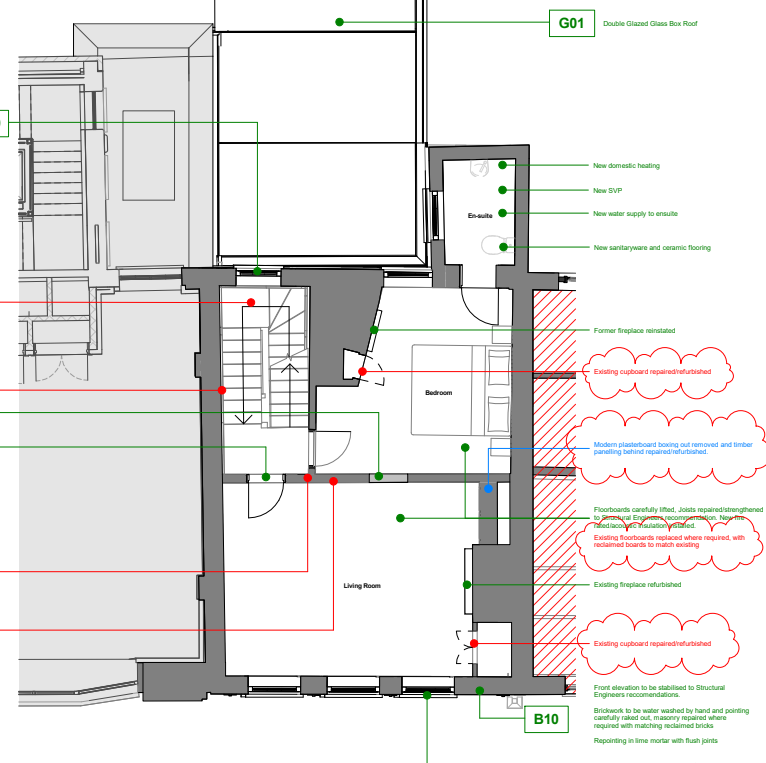 G01
Double Glazed Glass Box Roof
New domestic heating
New SVP
En-suite
New water supply to ensuite
New sanitaryware and ceramic flooring
Former fireplace reinstated
Existing cupboard repaired/refurbished
Bedroom
Modern plasterboard boxing out removed and timber
panelling behind repaired/refurbished.
Floorboards carefully lifted, Joists repaired/strengthened
to Structural Engineers recommendation. New fire
rated/acoustic insulation installed.
Existing floorboards replaced where required, with
reclaimed boards to match existing
Living Room
Existing fireplace refurbished
Existing cupboard repaired/refurbished
Front elevation to be stabilised to Structural
Engineers reccomendations.
B10
Brickwork to be water washed by hand and pointing
carefully raked out, masonry repaired where
required with matching reclaimed bricks
Repointing in lime mortar with flush joints